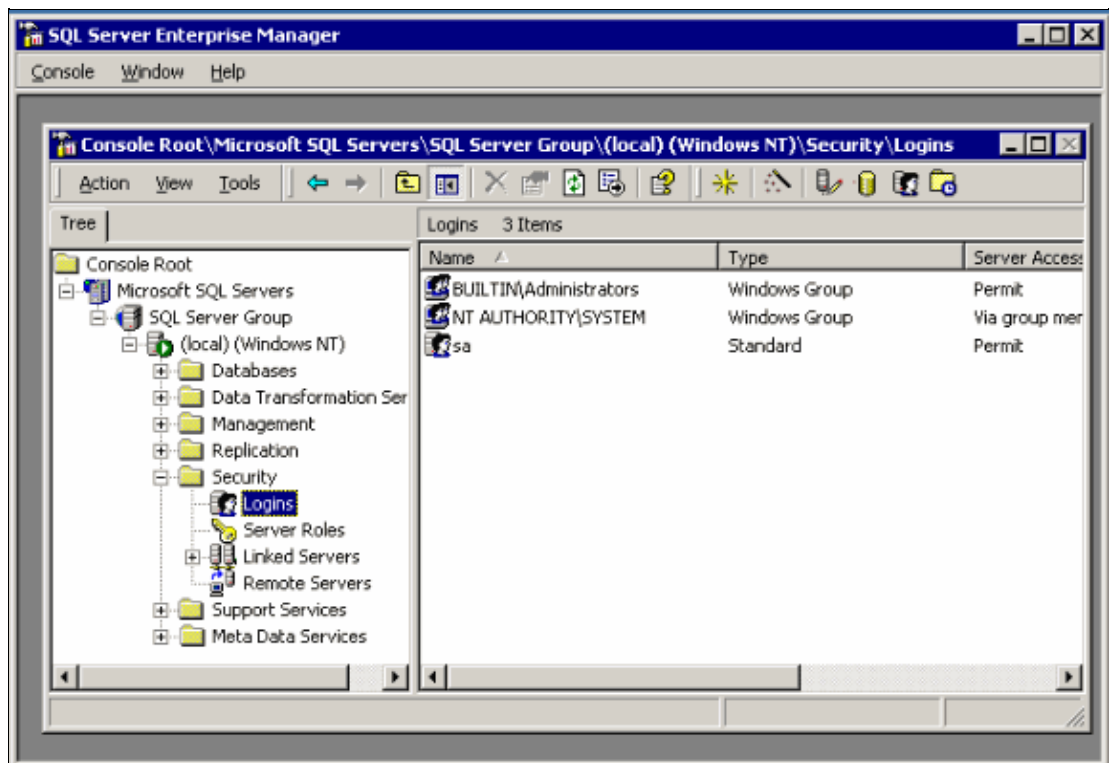 SQL Server Enterprise Manager
Console Window Help
Console Root\Microsoft SQL Servers\SQL Server Group\(local) (Windows NT)\Security\Logins
Action View Tools
Tree
Logins 3 Items
Console Root
Microsoft SQL Servers
SQL Server Group
(local) (Windows NT)
Databases
Data Transformation Ser
Management
Replication
Security
Logins
Server Roles
Linked Servers
Remote Servers
Support Services
Meta Data Services
Name Type Server Access
BUILTIN\Administrators Windows Group Permit
NT AUTHORITY\SYSTEM Windows Group Via group mer
sa Standard Permit